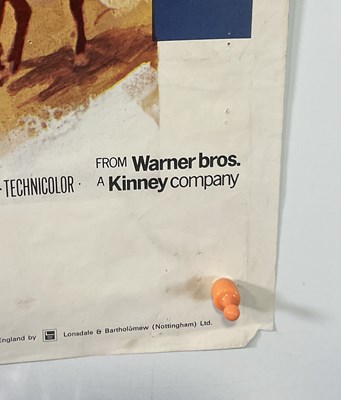 FROM Warner bros.
· TECHNICOLOR ·
A Kinney company
England by Lonsdale & Bartholomew (Nottingham) Ltd.